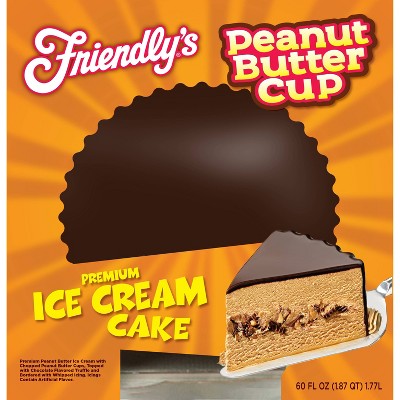 Friendly's
Peanut
Butter
Cup
PREMIUM
ICE CREAM
CAKE
Premium Peanut Butter Ice Cream with
Chopped Peanut Butter Cups, Topped
with Chocolate Flavored Truffle and
Bordered with Whipped Icing. Icings
Contain Artificial Flavor.
60 FL OZ (1.87 QT) 1.77L